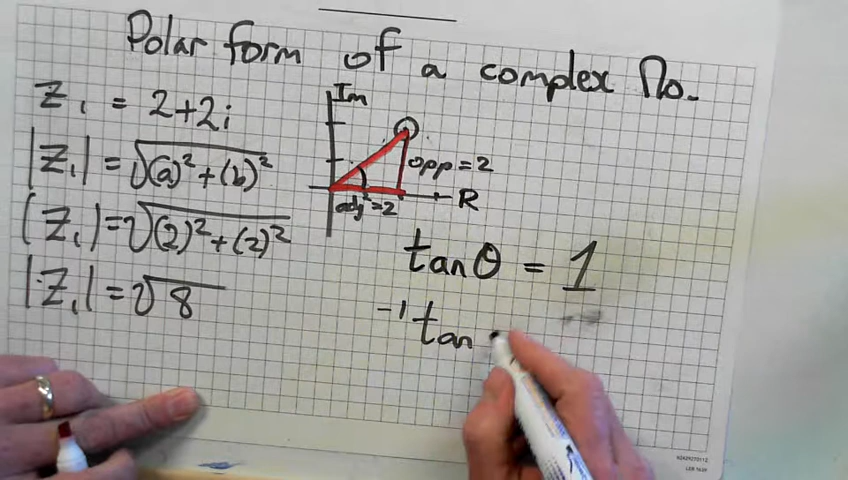 Polar form of a complex No.
z₁ = 2+2i
|z₁| = √(a)²+(b)²
|z₁| = √(2)²+(2)²
|z₁| = √8
Im
opp = 2
adj = 2
R
tanθ = 1
⁻¹tan